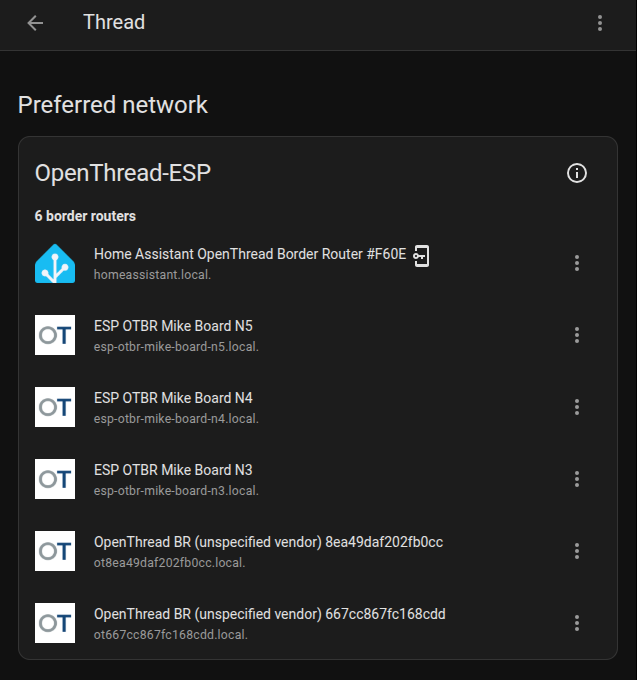 Thread
Preferred network
OpenThread-ESP
6 border routers
Home Assistant OpenThread Border Router #F60E
homeassistant.local.
OT
ESP OTBR Mike Board N5
esp-otbr-mike-board-n5.local.
OT
ESP OTBR Mike Board N4
esp-otbr-mike-board-n4.local.
OT
ESP OTBR Mike Board N3
esp-otbr-mike-board-n3.local.
OT
OpenThread BR (unspecified vendor) 8ea49daf202fb0cc
ot8ea49daf202fb0cc.local.
OT
OpenThread BR (unspecified vendor) 667cc867fc168cdd
ot667cc867fc168cdd.local.